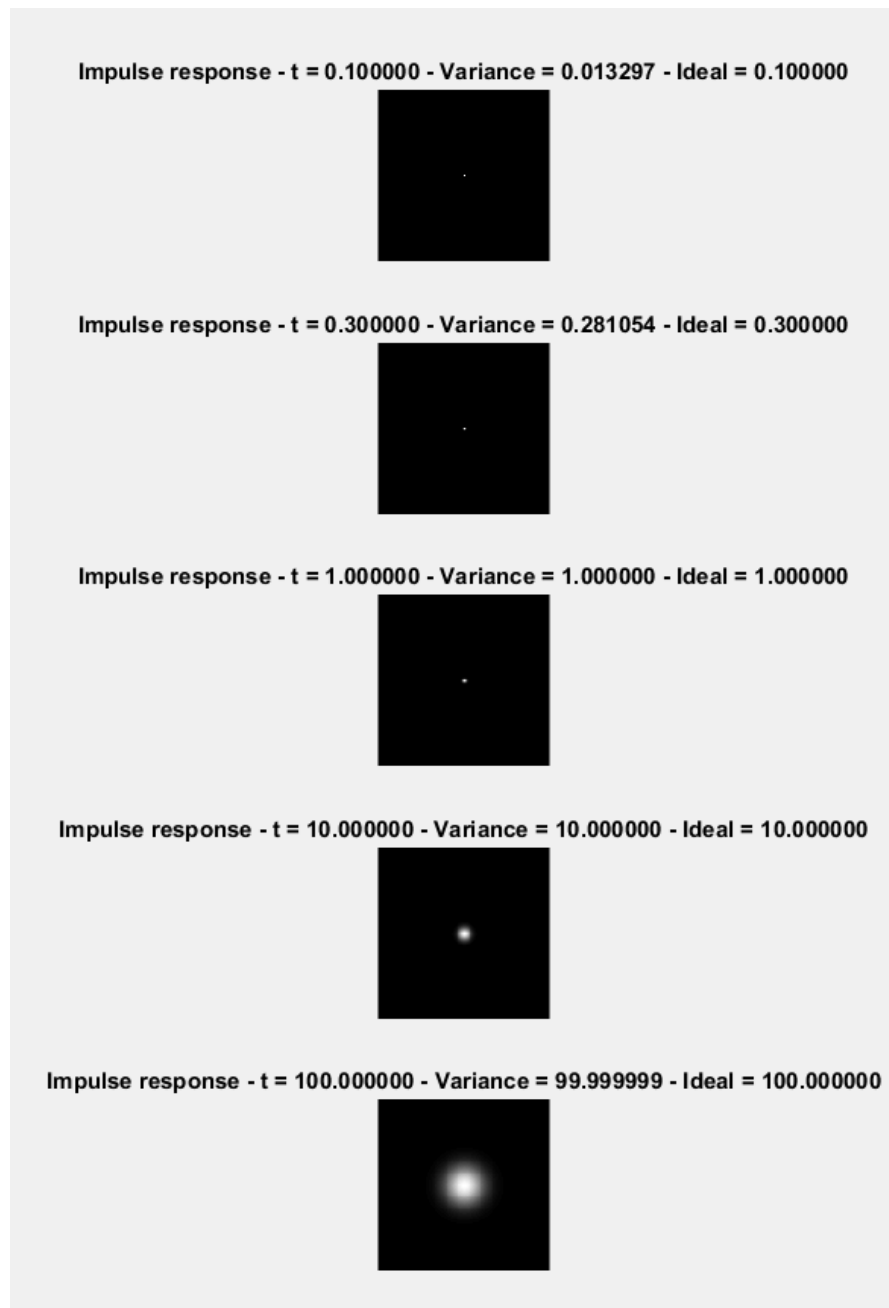 Impulse response - t = 0.100000 - Variance = 0.013297 - Ideal = 0.100000
Impulse response - t = 0.300000 - Variance = 0.281054 - Ideal = 0.300000
Impulse response - t = 1.000000 - Variance = 1.000000 - Ideal = 1.000000
Impulse response - t = 10.000000 - Variance = 10.000000 - Ideal = 10.000000
Impulse response - t = 100.000000 - Variance = 99.999999 - Ideal = 100.000000